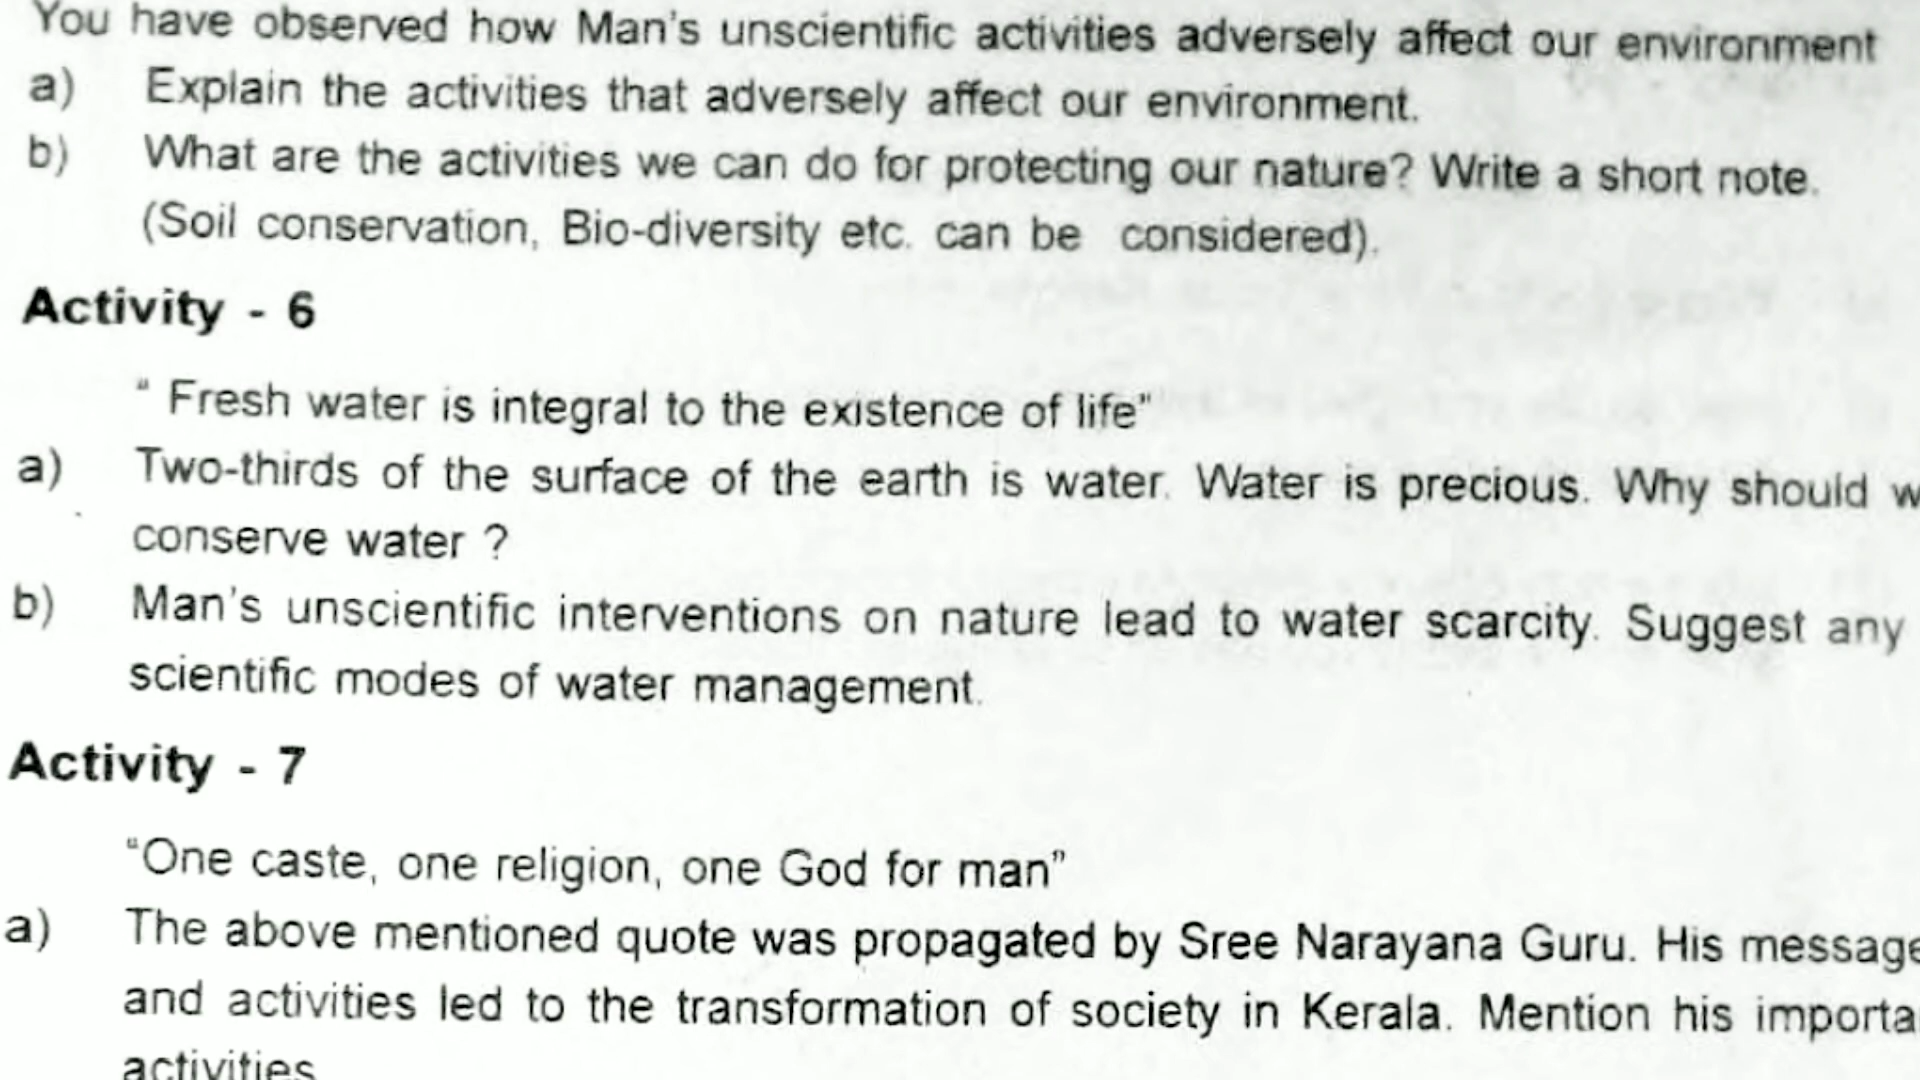 You have observed how Man's unscientific activities adversely affect our environment
a) Explain the activities that adversely affect our environment.
b) What are the activities we can do for protecting our nature? Write a short note.
(Soil conservation, Bio-diversity etc. can be considered).
Activity - 6
" Fresh water is integral to the existence of life"
a) Two-thirds of the surface of the earth is water. Water is precious. Why should
conserve water ?
b) Man's unscientific interventions on nature lead to water scarcity. Suggest any
scientific modes of water management.
Activity - 7
"One caste, one religion, one God for man"
a) The above mentioned quote was propagated by Sree Narayana Guru. His message
and activities led to the transformation of society in Kerala. Mention his importa
activities